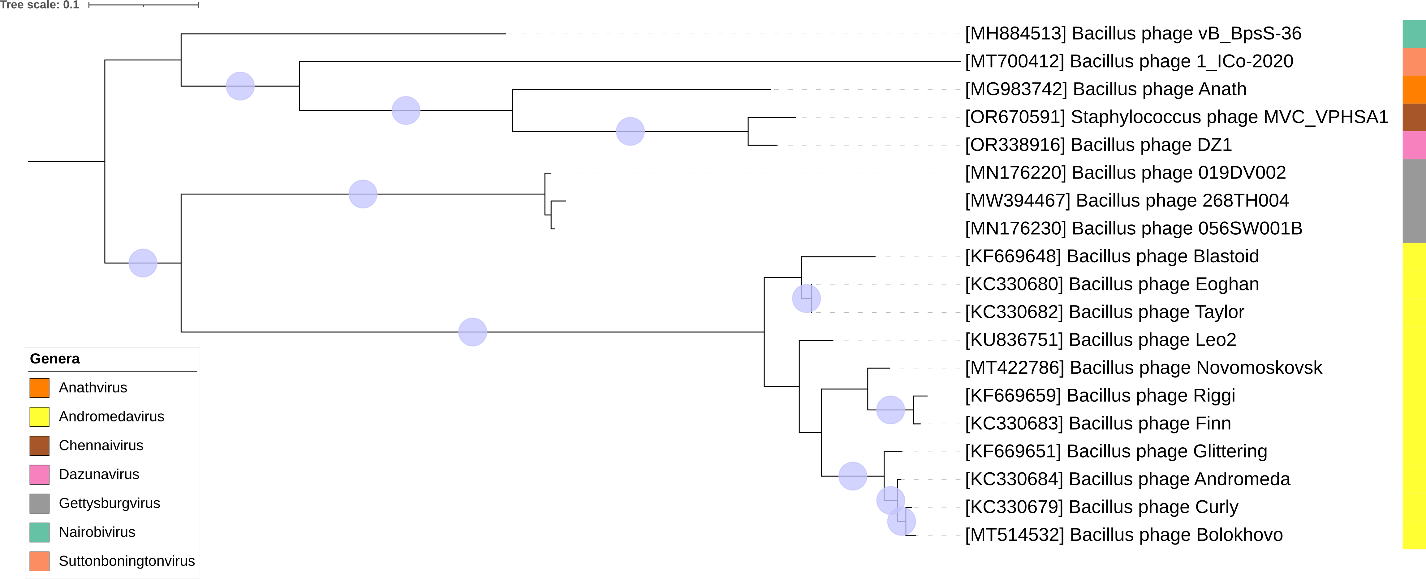 Tree scale: 0.1
[MH884513] Bacillus phage vB_BpsS-36
[MT700412] Bacillus phage 1_ICo-2020
[MG983742] Bacillus phage Anath
[OR670591] Staphylococcus phage MVC_VPHSA1
[OR338916] Bacillus phage DZ1
[MN176220] Bacillus phage 019DV002
[MW394467] Bacillus phage 268TH004
[MN176230] Bacillus phage 056SW001B
[KF669648] Bacillus phage Blastoid
[KC330680] Bacillus phage Eoghan
[KC330682] Bacillus phage Taylor
[KU836751] Bacillus phage Leo2
[MT422786] Bacillus phage Novomoskovsk
[KF669659] Bacillus phage Riggi
[KC330683] Bacillus phage Finn
[KF669651] Bacillus phage Glittering
[KC330684] Bacillus phage Andromeda
[KC330679] Bacillus phage Curly
[MT514532] Bacillus phage Bolokhovo
Genera
Anathvirus
Andromedavirus
Chennaivirus
Dazunavirus
Gettysburgvirus
Nairobivirus
Suttonboningtonvirus